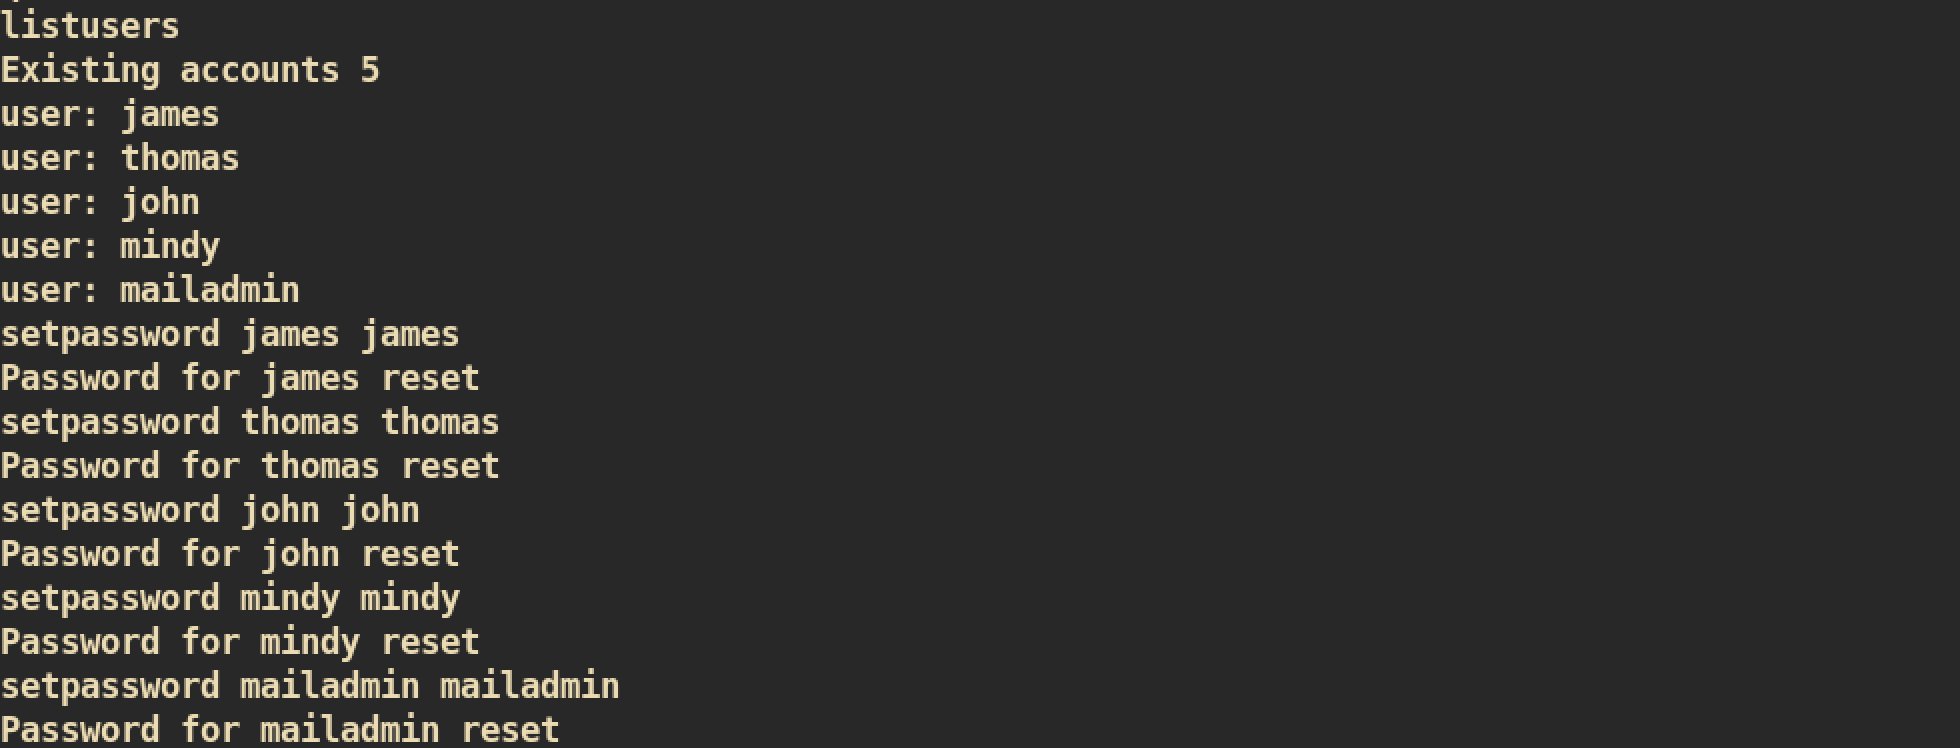 listusers
Existing accounts 5
user: james
user: thomas
user: john
user: mindy
user: mailadmin
setpassword james james
Password for james reset
setpassword thomas thomas
Password for thomas reset
setpassword john john
Password for john reset
setpassword mindy mindy
Password for mindy reset
setpassword mailadmin mailadmin
Password for mailadmin reset